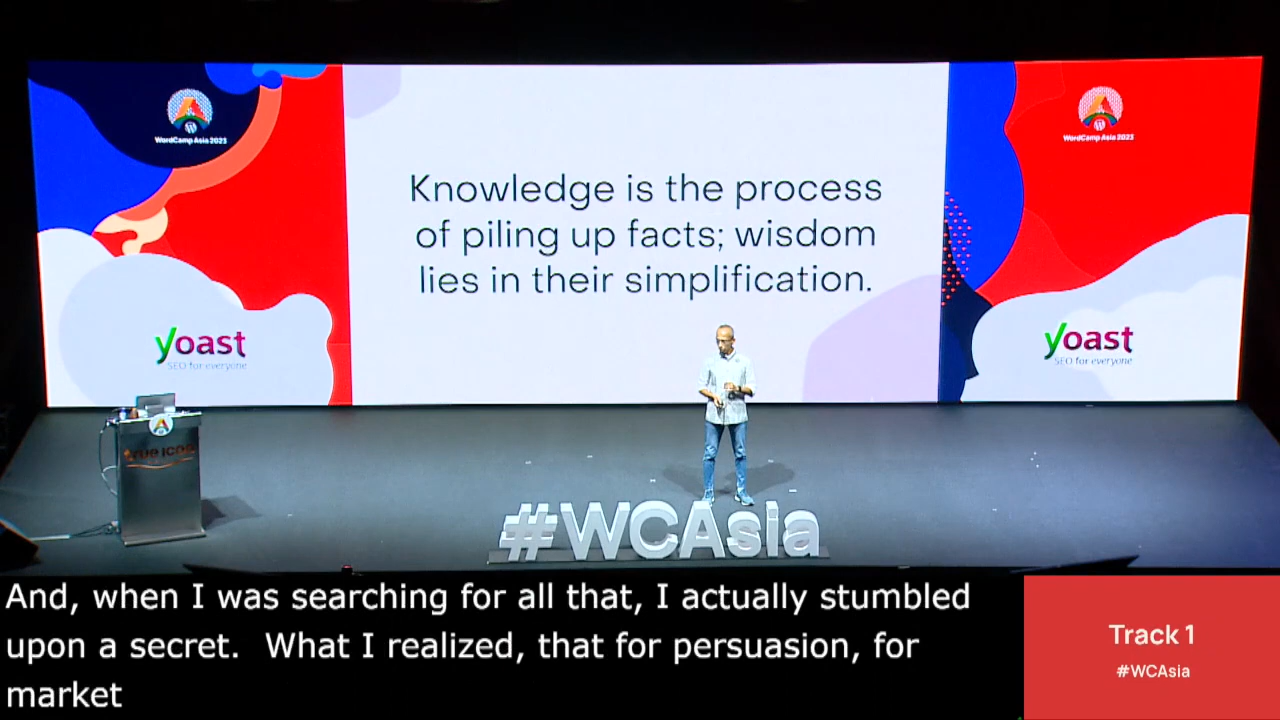 WordCamp Asia 2023
WordCamp Asia 2023
Knowledge is the process
of piling up facts; wisdom
lies in their simplification.
yoast
SEO for everyone
yoast
SEO for everyone
true icon
#WCAsia
And, when I was searching for all that, I actually stumbled
upon a secret.  What I realized, that for persuasion, for
market
Track 1
#WCAsia